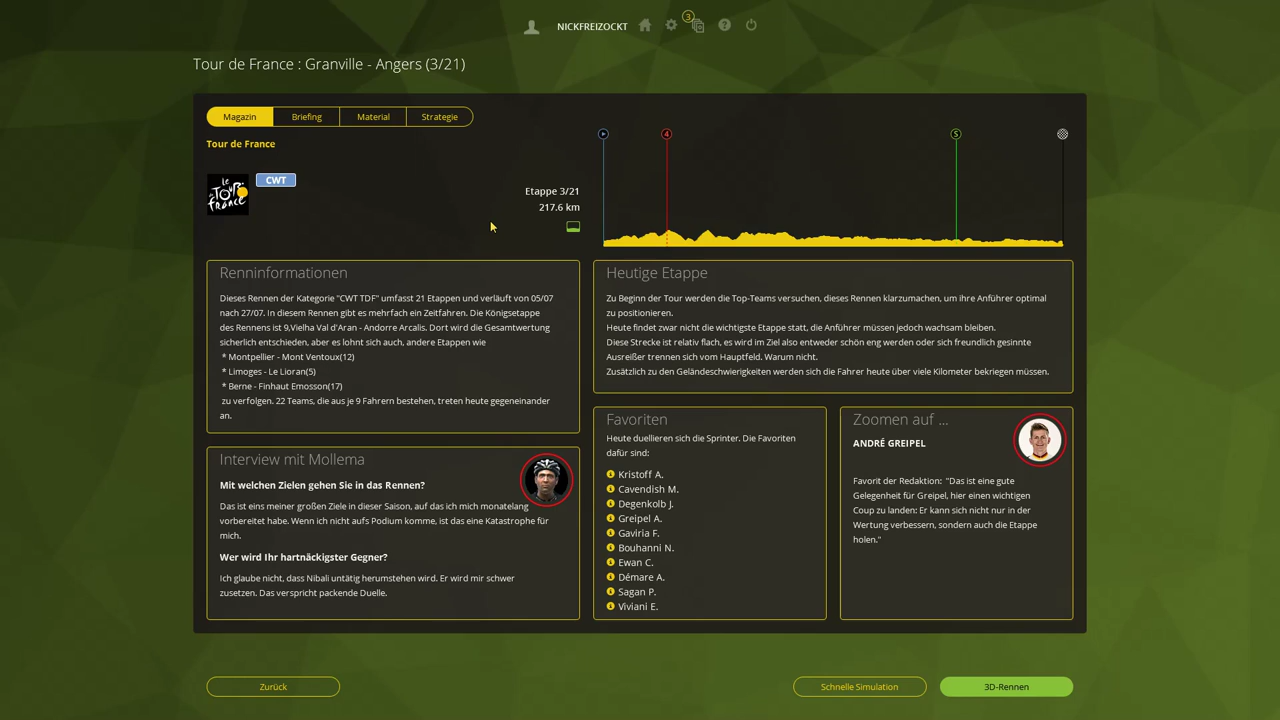 NICKFREIZOCKT
3
Tour de France : Granville - Angers (3/21)
Magazin
Briefing
Material
Strategie
Tour de France
le
TOUR
de
france
CWT
Etappe 3/21
217.6 km
4
S
Renninformationen
Dieses Rennen der Kategorie "CWT TDF" umfasst 21 Etappen und verläuft von 05/07
nach 27/07. In diesem Rennen gibt es mehrfach ein Zeitfahren. Die Königsetappe
des Rennens ist 9,Vielha Val d'Aran - Andorre Arcalis. Dort wird die Gesamtwertung
sicherlich entschieden, aber es lohnt sich auch, andere Etappen wie
* Montpellier - Mont Ventoux(12)
* Limoges - Le Lioran(5)
* Berne - Finhaut Emosson(17)
zu verfolgen. 22 Teams, die aus je 9 Fahrern bestehen, treten heute gegeneinander
an.
Heutige Etappe
Zu Beginn der Tour werden die Top-Teams versuchen, dieses Rennen klarzumachen, um ihre Anführer optimal
zu positionieren.
Heute findet zwar nicht die wichtigste Etappe statt, die Anführer müssen jedoch wachsam bleiben.
Diese Strecke ist relativ flach, es wird im Ziel also entweder schön eng werden oder sich freundlich gesinnte
Ausreißer trennen sich vom Hauptfeld. Warum nicht.
Zusätzlich zu den Geländeschwierigkeiten werden sich die Fahrer heute über viele Kilometer bekriegen müssen.
Interview mit Mollema
Mit welchen Zielen gehen Sie in das Rennen?
Das ist eins meiner großen Ziele in dieser Saison, auf das ich mich monatelang
vorbereitet habe. Wenn ich nicht aufs Podium komme, ist das eine Katastrophe für
mich.
Wer wird Ihr hartnäckigster Gegner?
Ich glaube nicht, dass Nibali untätig herumstehen wird. Er wird mir schwer
zusetzen. Das verspricht packende Duelle.
Favoriten
Heute duellieren sich die Sprinter. Die Favoriten
dafür sind:
Kristoff A.
Cavendish M.
Degenkolb J.
Greipel A.
Gaviria F.
Bouhanni N.
Ewan C.
Démare A.
Sagan P.
Viviani E.
Zoomen auf ...
ANDRÉ GREIPEL
Favorit der Redaktion: "Das ist eine gute
Gelegenheit für Greipel, hier einen wichtigen
Coup zu landen: Er kann sich nicht nur in der
Wertung verbessern, sondern auch die Etappe
holen."
Zurück
Schnelle Simulation
3D-Rennen